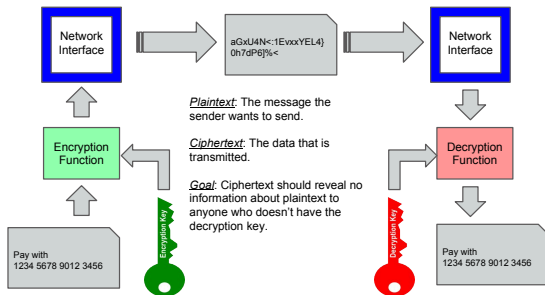 Network
Interface
aGxU4N<:1EvxxYEL4}
0h7dP6]%<
Network
Interface
Plaintext: The message the
sender wants to send.
Ciphertext: The data that is
transmitted.
Goal: Ciphertext should reveal no
information about plaintext to
anyone who doesn't have the
decryption key.
Encryption
Function
Decryption
Function
Encryption Key
Decryption Key
Pay with
1234 5678 9012 3456
Pay with
1234 5678 9012 3456